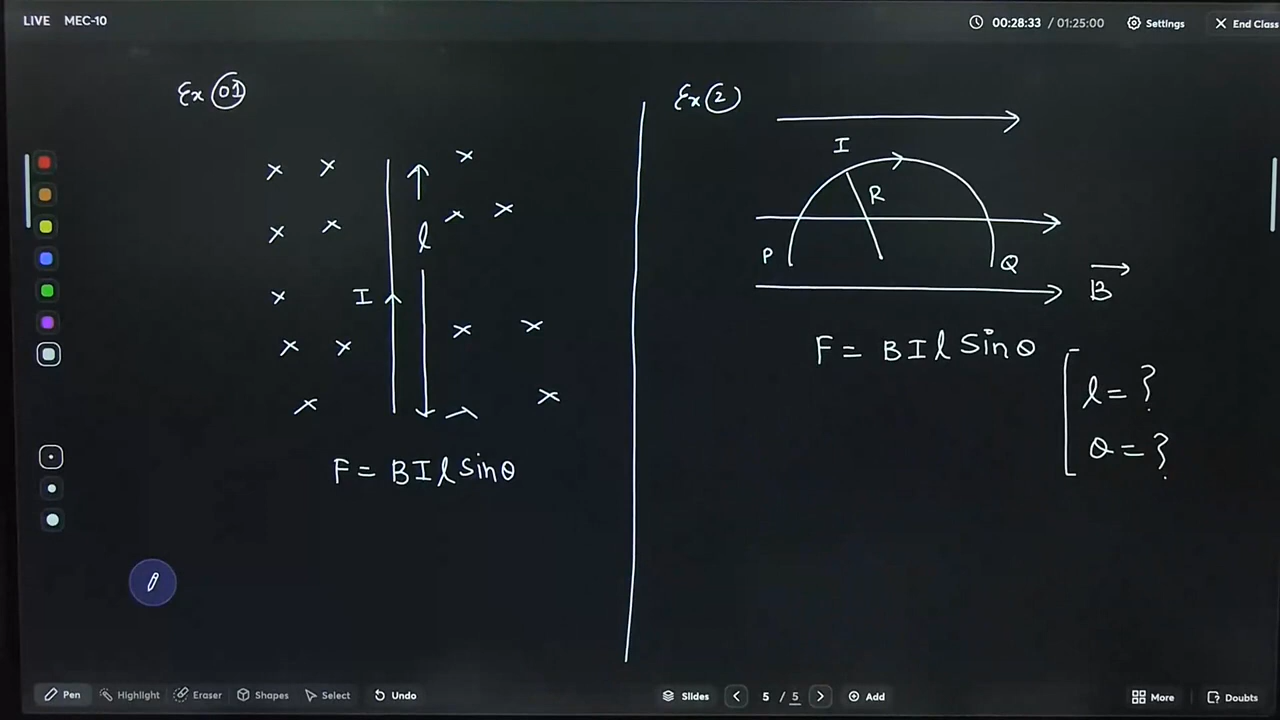 LIVE MEC-10
00:28:33 / 01:25:00 Settings End Class
Ex 01
I
l
F = BIl Sinθ
Ex 2
I
R
P
Q
B
F = BIl Sinθ
l = ?
θ = ?
Pen Highlight Eraser Shapes Select Undo Slides 5 / 5 Add More Doubts